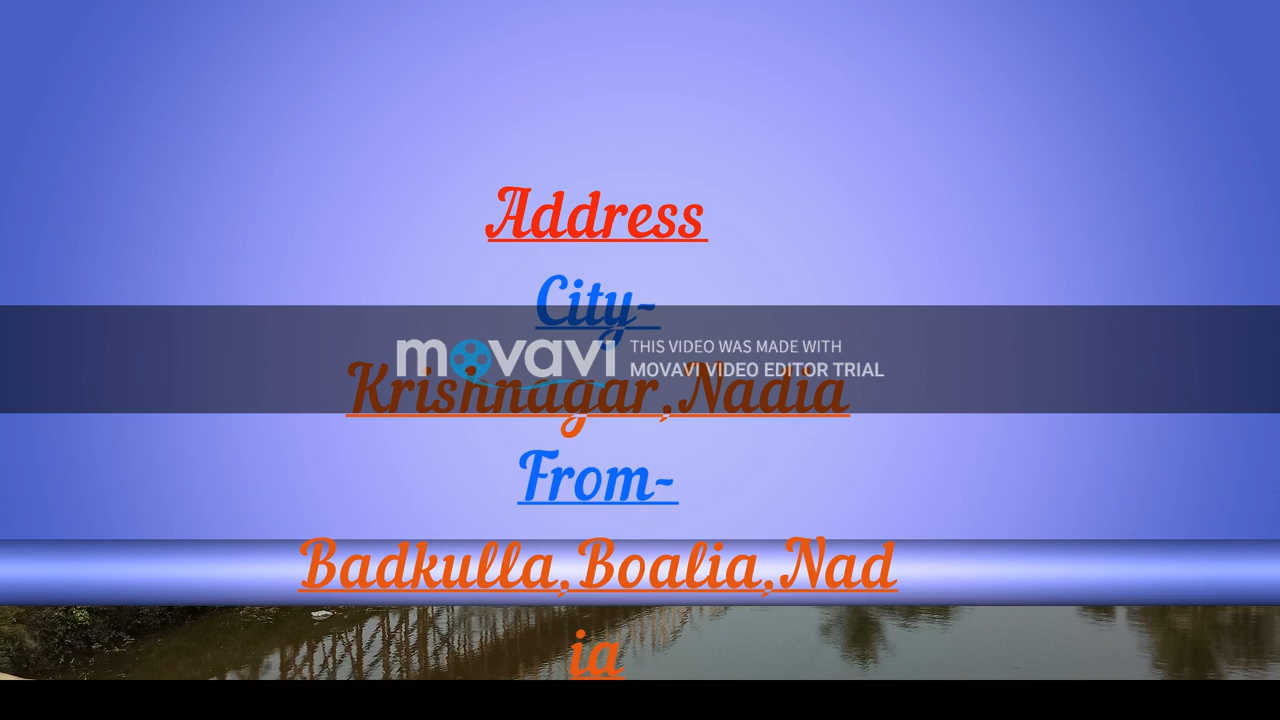 Address
City-
movavi THIS VIDEO WAS MADE WITH
MOVAVI VIDEO EDITOR TRIAL
Krishnagar,Nadia
From-
Badkulla,Boalia,Nad
ia